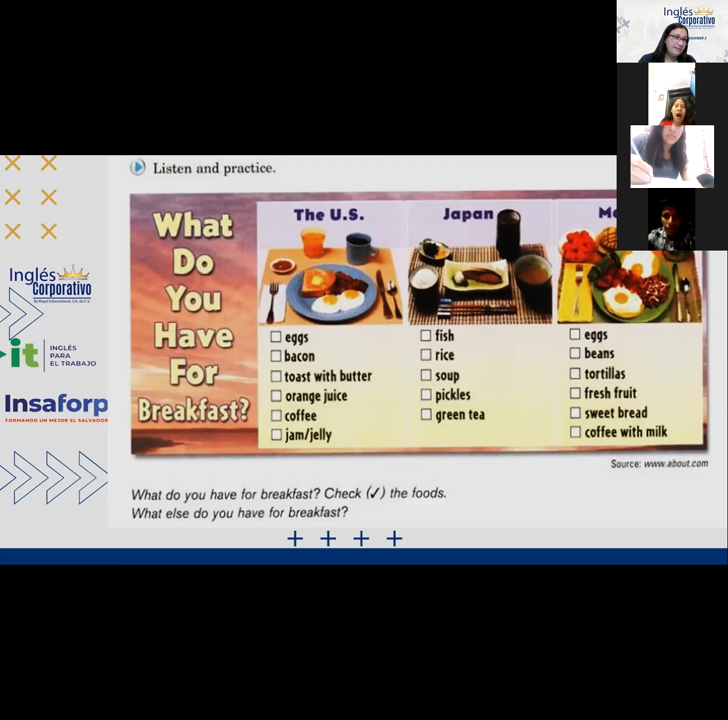 Inglés
Corporativo
Listen and practice.
What
Do
You
Have
For
Breakfast?
The U.S.
eggs
bacon
toast with butter
orange juice
coffee
jam/jelly
Japan
fish
rice
soup
pickles
green tea
eggs
beans
tortillas
fresh fruit
sweet bread
coffee with milk
Source: www.about.com
What do you have for breakfast? Check (✓) the foods.
What else do you have for breakfast?
Inglés
Corporativo
it
INGLÉS
PARA
EL TRABAJO
Insaforp
FORMANDO UN MEJOR EL SALVADOR